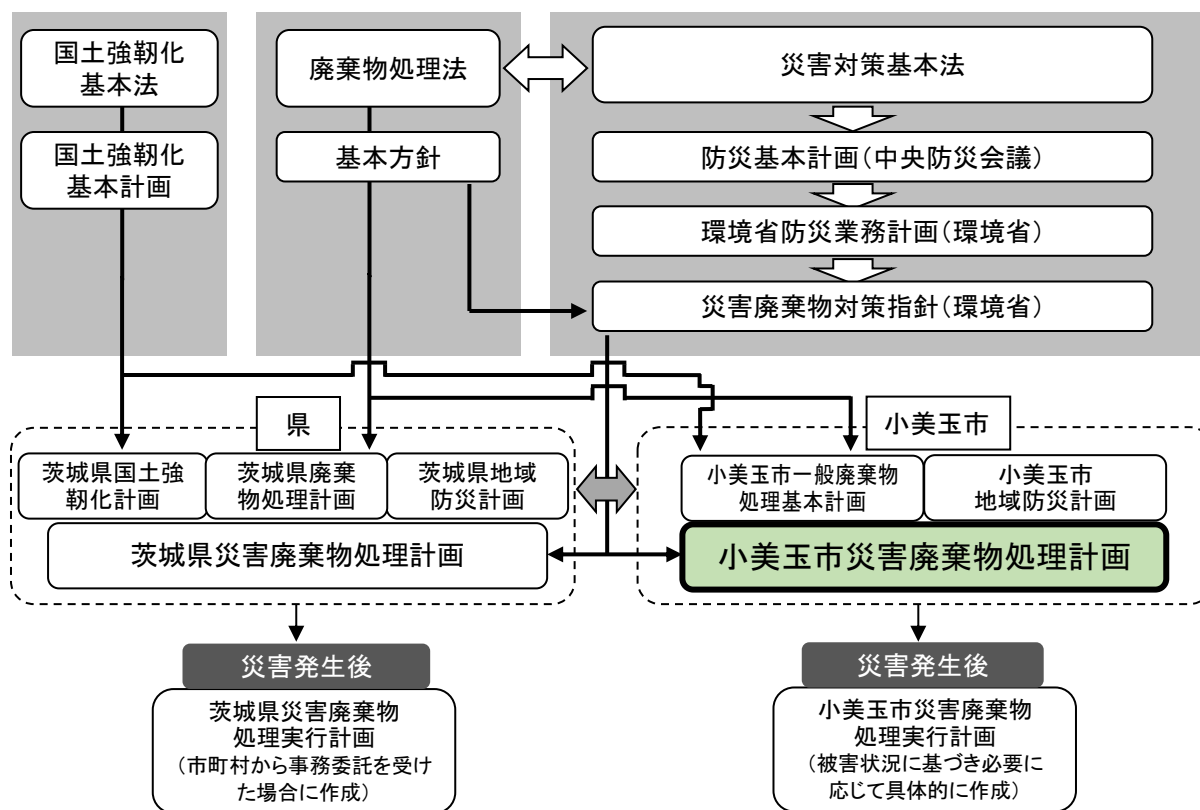 国土強靭化
基本法
国土強靭化
基本計画
廃棄物処理法
基本方針
災害対策基本法
防災基本計画(中央防災会議)
環境省防災業務計画(環境省)
災害廃棄物対策指針(環境省)
県
茨城県国土強
靭化計画
茨城県廃棄
物処理計画
茨城県地域
防災計画
茨城県災害廃棄物処理計画
小美玉市
小美玉市一般廃棄物
処理基本計画
小美玉市
地域防災計画
小美玉市災害廃棄物処理計画
災害発生後
茨城県災害廃棄物
処理実行計画
(市町村から事務委託を受け
た場合に作成)
災害発生後
小美玉市災害廃棄物
処理実行計画
(被害状況に基づき必要に
応じて具体的に作成)